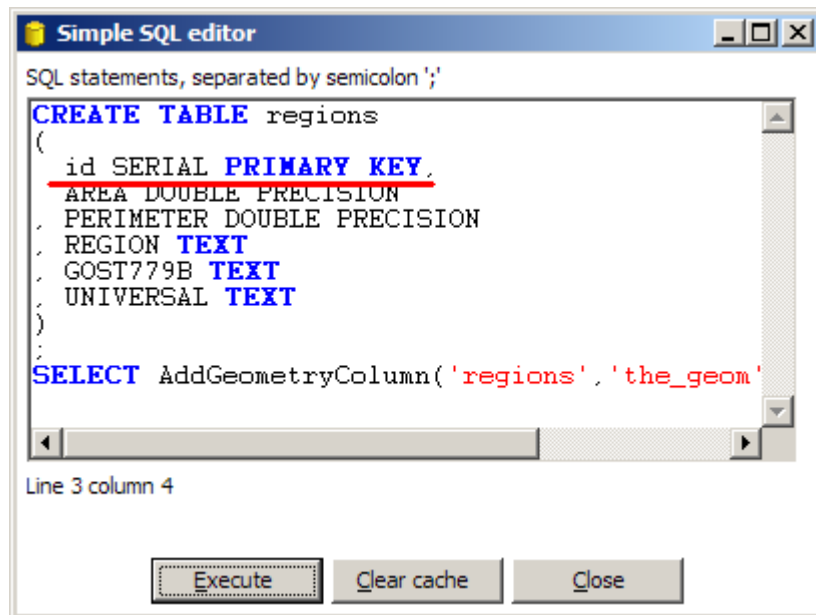 Simple SQL editor
SQL statements, separated by semicolon ';'
CREATE TABLE regions
(
id SERIAL PRIMARY KEY,
AREA DOUBLE PRECISION
, PERIMETER DOUBLE PRECISION
, REGION TEXT
, GOST779B TEXT
, UNIVERSAL TEXT
)
;
SELECT AddGeometryColumn('regions','the_geom'
Line 3 column 4
Execute Clear cache Close